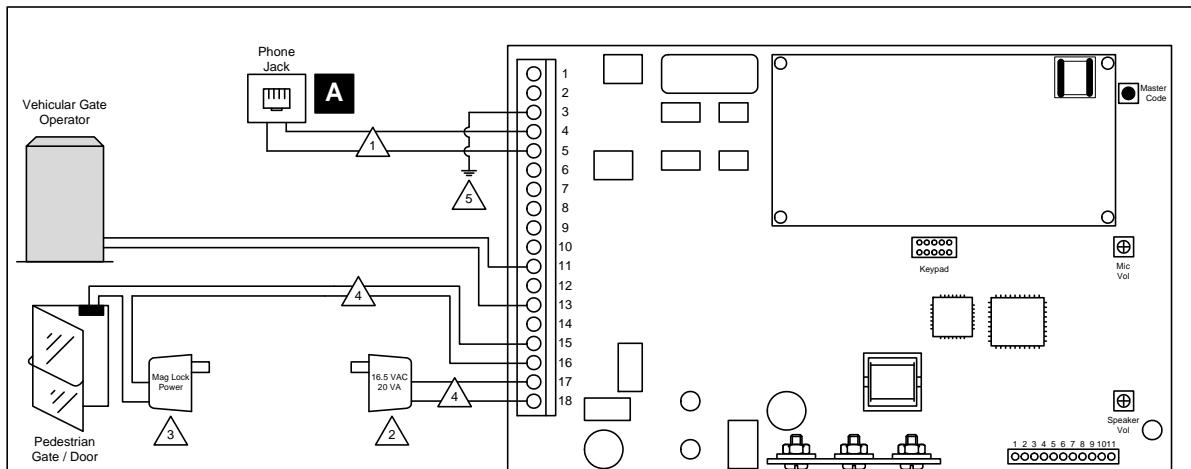 Phone
Jack
A
Vehicular Gate
Operator
1
5
4
Mag Lock
Power
3
16.5 VAC
20 VA
2
4
Pedestrian
Gate / Door
1
2
3
4
5
6
7
8
9
10
11
12
13
14
15
16
17
18
Master
Code
Keypad
Mic
Vol
Speaker
Vol
1 2 3 4 5 6 7 8 9 10 11